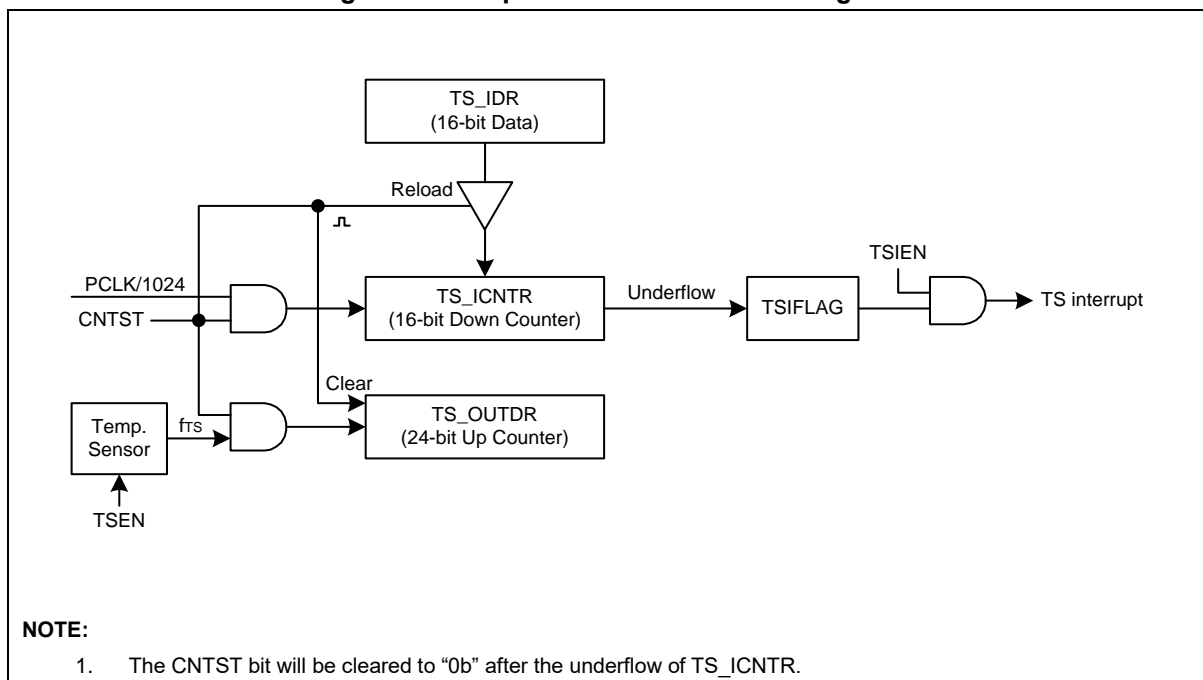 TS_IDR
(16-bit Data)
Reload
PCLK/1024
CNTST
TS_ICNTR
(16-bit Down Counter)
Underflow
TSIFLAG
TSIEN
TS interrupt
Clear
TS_OUTDR
(24-bit Up Counter)
Temp.
Sensor
fTS
TSEN
NOTE:
1. The CNTST bit will be cleared to “0b” after the underflow of TS_ICNTR.